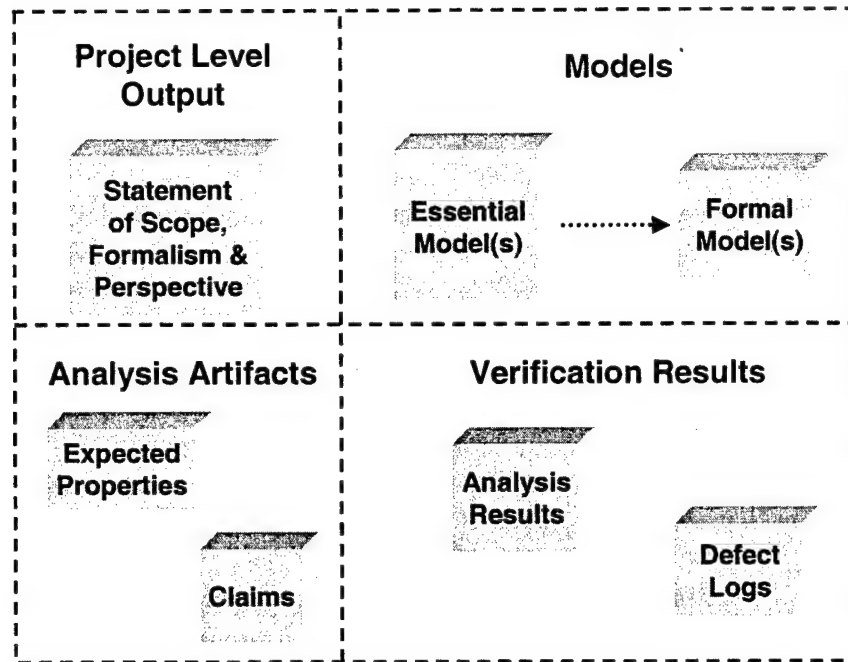 Project Level
Output
Statement
of Scope,
Formalism &
Perspective
Models
Essential
Model(s)
Formal
Model(s)
Analysis Artifacts
Expected
Properties
Claims
Verification Results
Analysis
Results
Defect
Logs